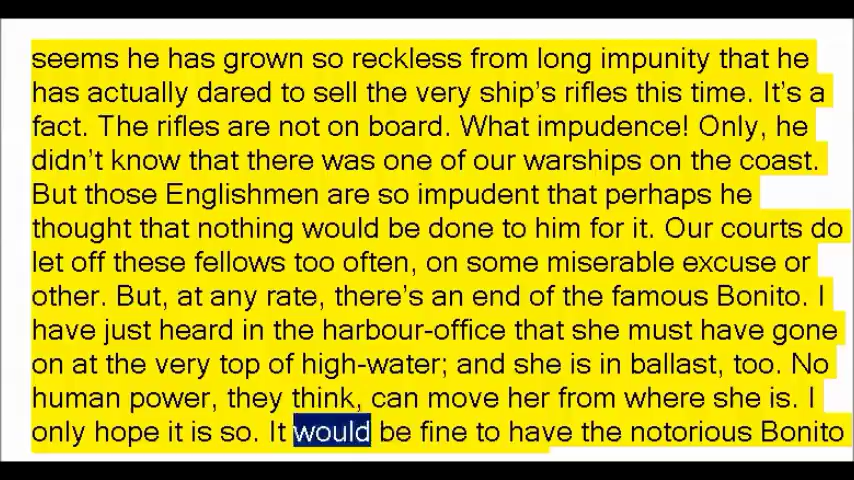 seems he has grown so reckless from long impunity that he
has actually dared to sell the very ship’s rifles this time. It’s a
fact. The rifles are not on board. What impudence! Only, he
didn’t know that there was one of our warships on the coast.
But those Englishmen are so impudent that perhaps he
thought that nothing would be done to him for it. Our courts do
let off these fellows too often, on some miserable excuse or
other. But, at any rate, there’s an end of the famous Bonito. I
have just heard in the harbour-office that she must have gone
on at the very top of high-water; and she is in ballast, too. No
human power, they think, can move her from where she is. I
only hope it is so. It would be fine to have the notorious Bonito